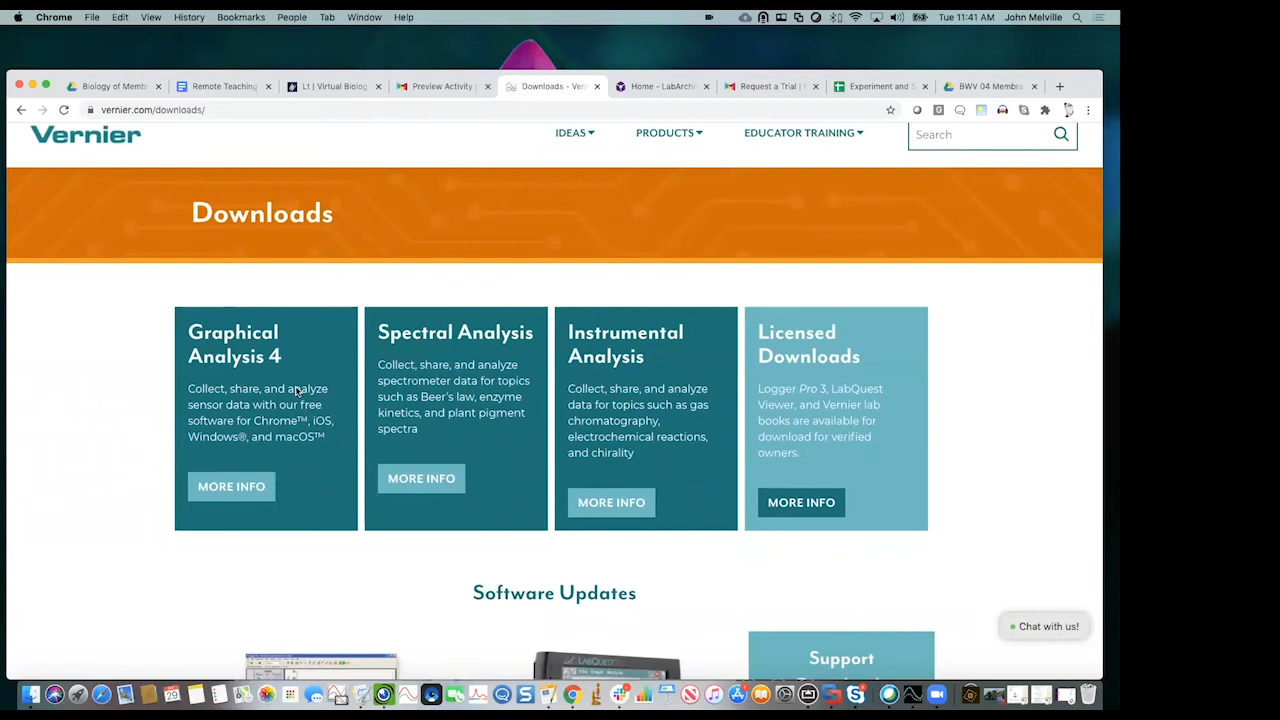 Chrome File Edit View History Bookmarks People Tab Window Help Tue 11:41 AM John Melville
Biology of Memb Remote Teaching Lt | Virtual Biolog Preview Activity | Downloads - Vern Home - LabArchi Request a Trial | Experiment and S BWV 04 Membra
vernier.com/downloads/
Vernier IDEAS PRODUCTS EDUCATOR TRAINING Search
Downloads
Graphical
Analysis 4
Collect, share, and analyze
sensor data with our free
software for Chrome™, iOS,
Windows®, and macOS™
MORE INFO
Spectral Analysis
Collect, share, and analyze
spectrometer data for topics
such as Beer's law, enzyme
kinetics, and plant pigment
spectra
MORE INFO
Instrumental
Analysis
Collect, share, and analyze
data for topics such as gas
chromatography,
electrochemical reactions,
and chirality
MORE INFO
Licensed
Downloads
Logger Pro 3, LabQuest
Viewer, and Vernier lab
books are available for
download for verified
owners.
MORE INFO
Software Updates
LABQUEST
Support
Chat with us!